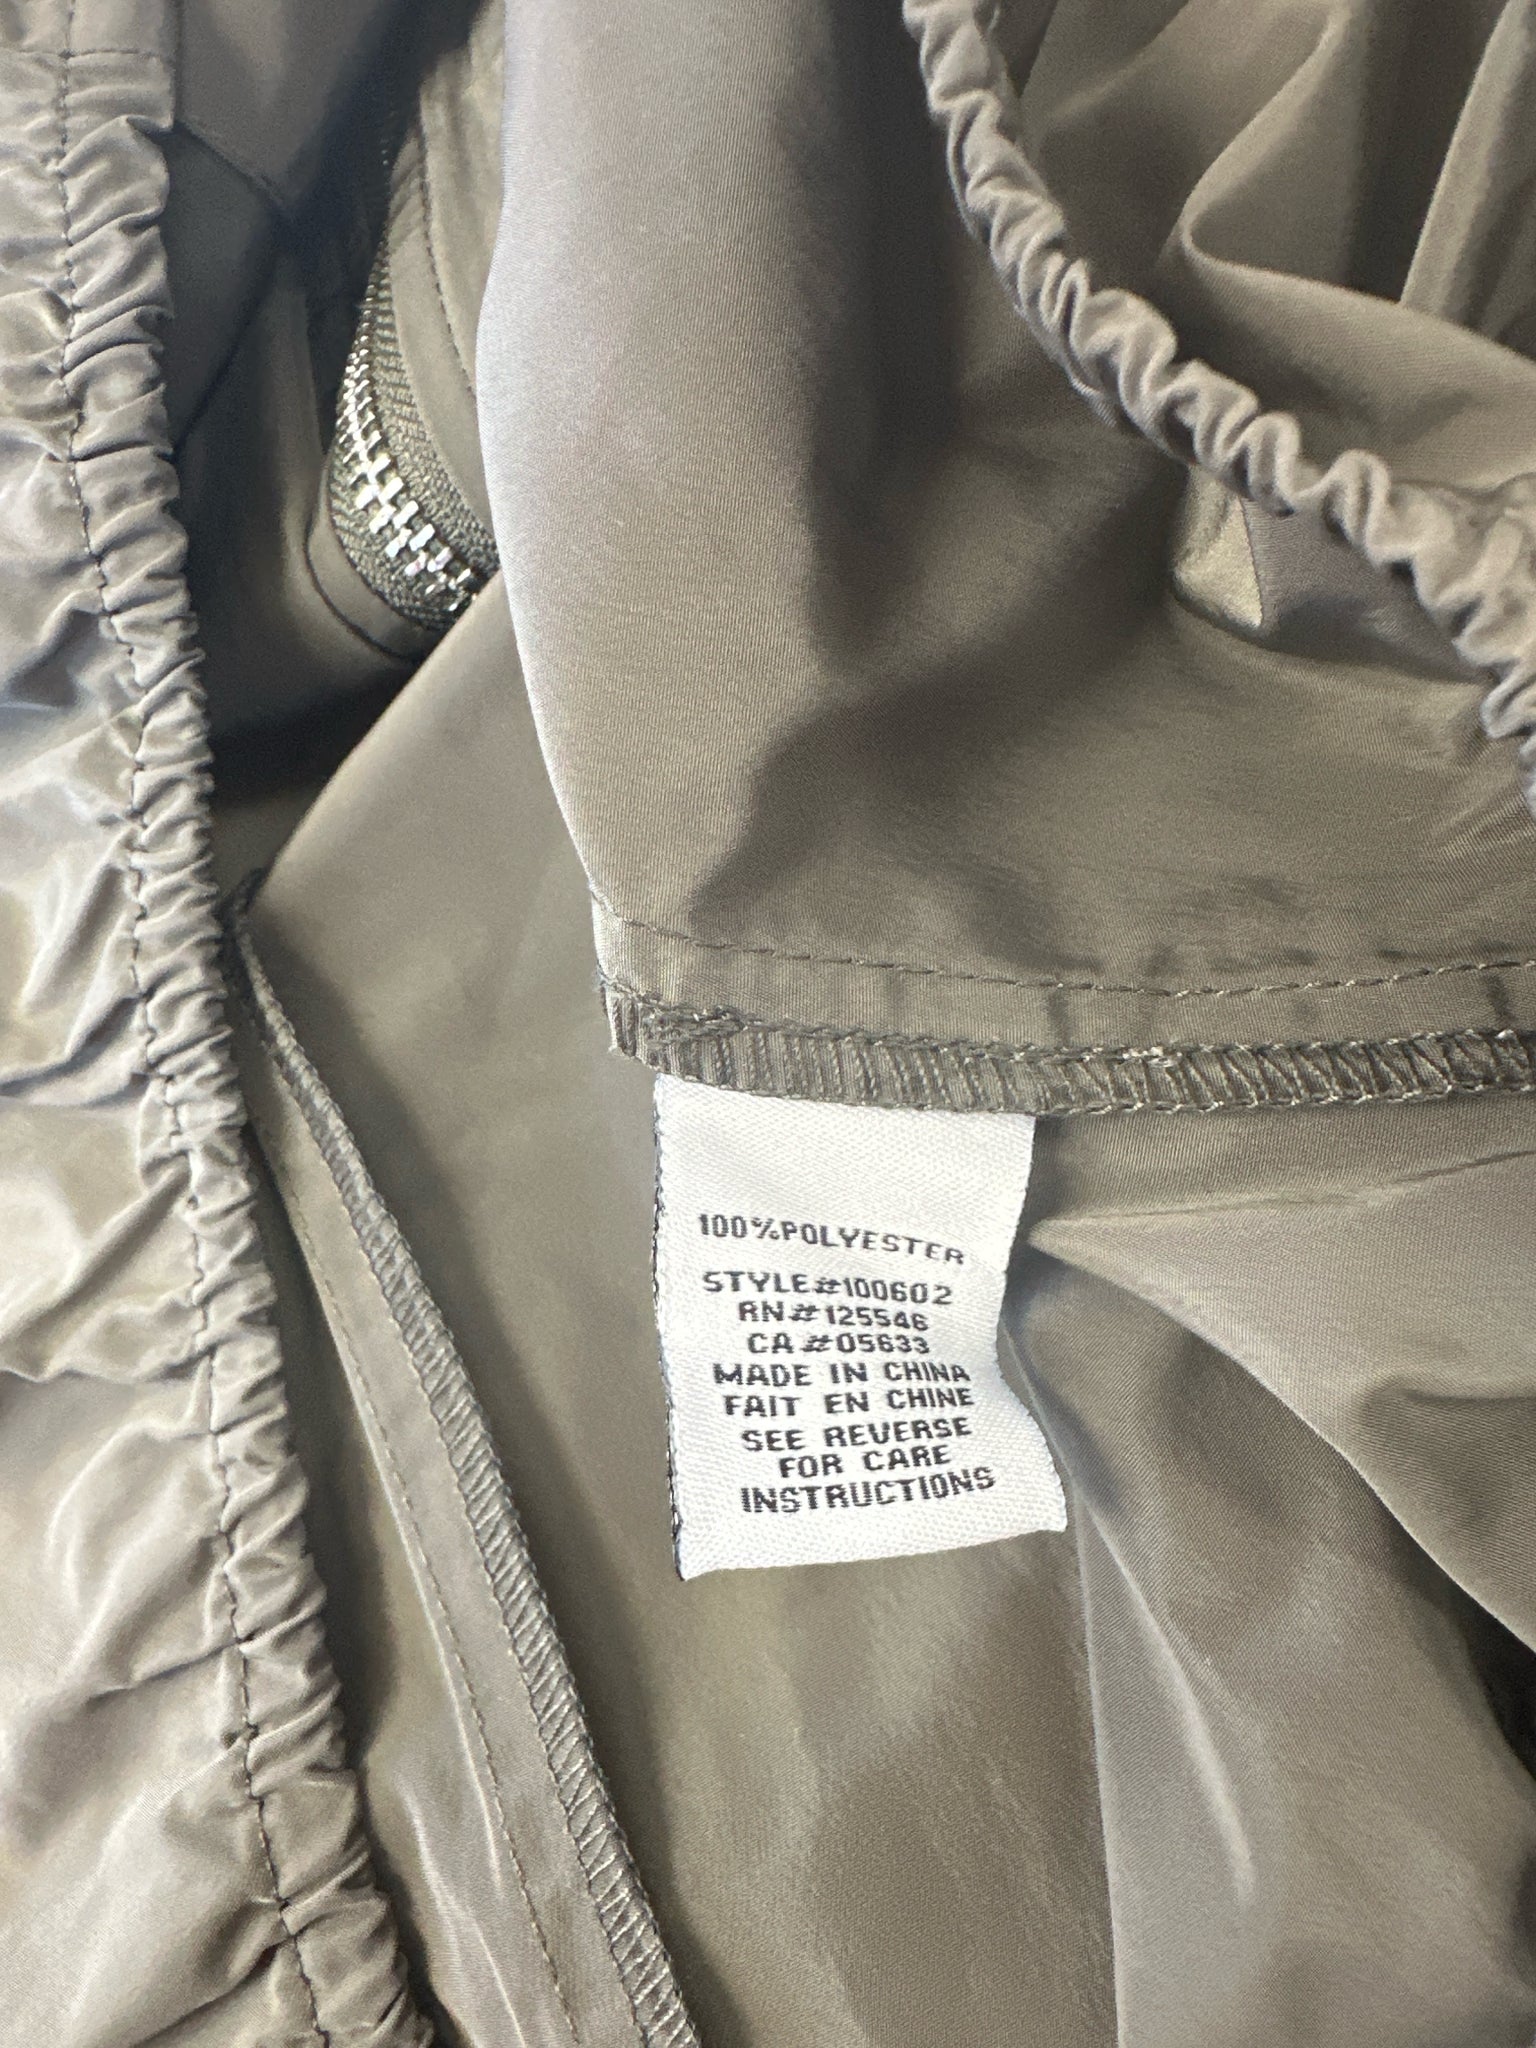 100%POLYESTER
STYLE#100602
RN#125546
CA#05633
MADE IN CHINA
FAIT EN CHINE
SEE REVERSE
FOR CARE
INSTRUCTIONS